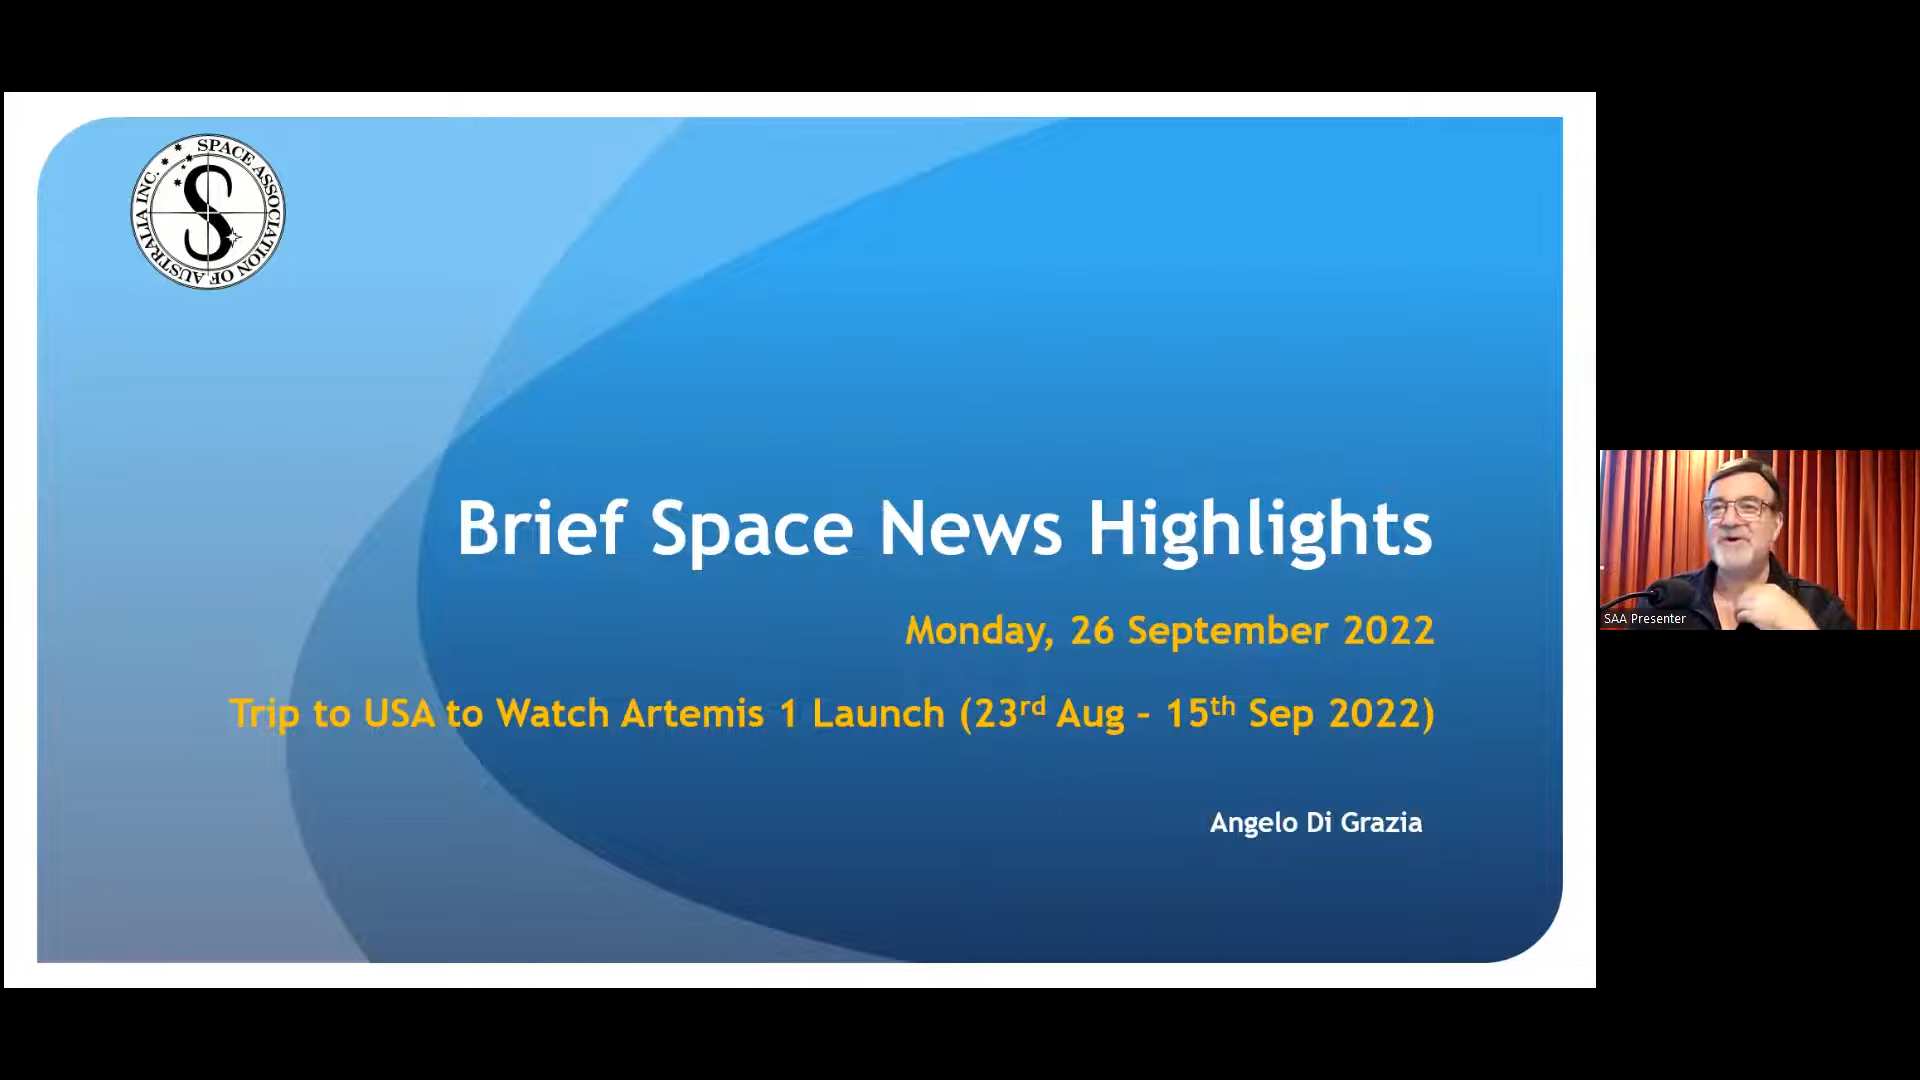 SPACE ASSOCIATION OF AUSTRALIA INC.
S
Brief Space News Highlights
Monday, 26 September 2022
Trip to USA to Watch Artemis 1 Launch (23rd Aug - 15th Sep 2022)
Angelo Di Grazia
SAA Presenter